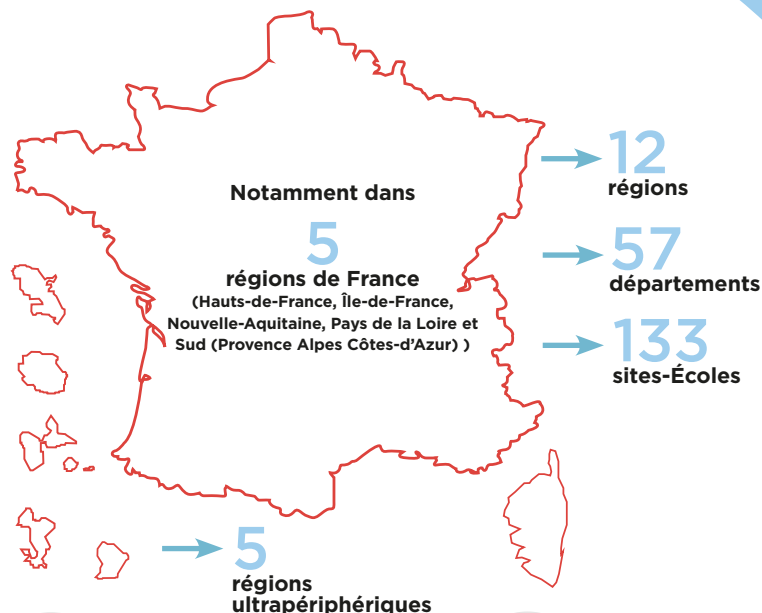 Notamment dans
5
régions de France
(Hauts-de-France, Île-de-France,
Nouvelle-Aquitaine, Pays de la Loire et
Sud (Provence Alpes Côtes-d'Azur) )
12
régions
57
départements
133
sites-Écoles
5
régions
ultrapériphériques